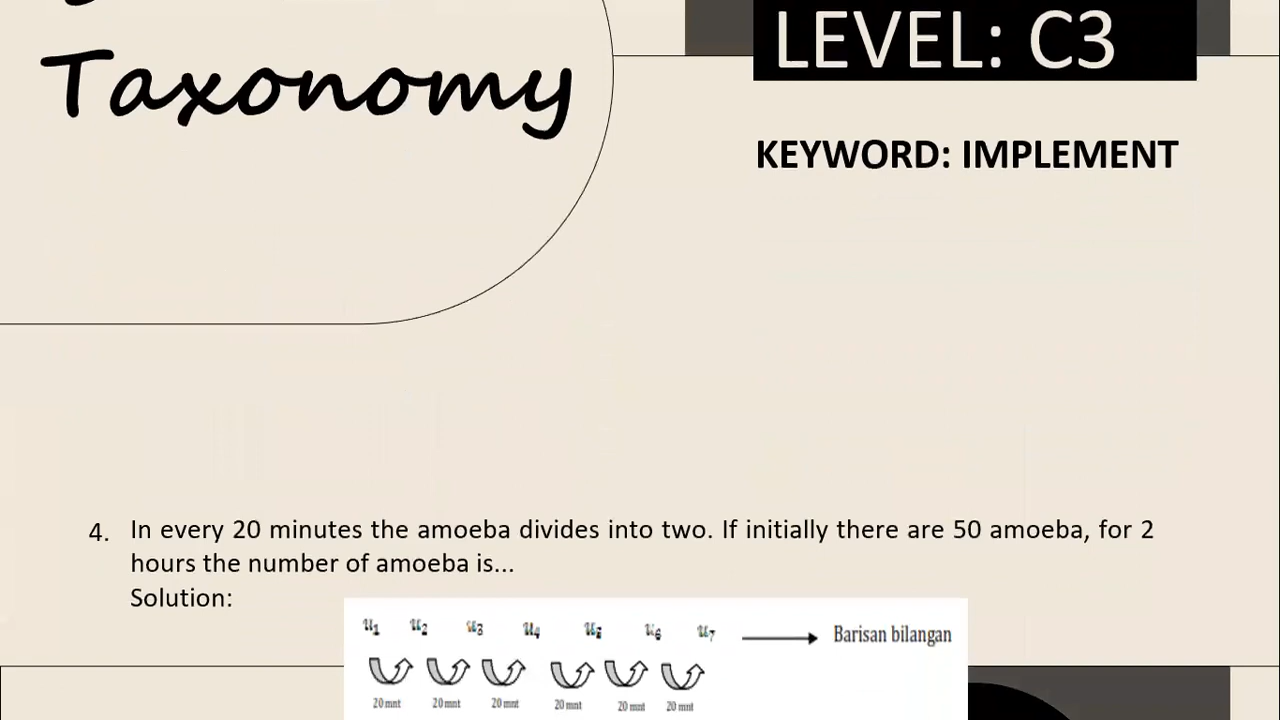 Taxonomy
LEVEL: C3
KEYWORD: IMPLEMENT
4. In every 20 minutes the amoeba divides into two. If initially there are 50 amoeba, for 2
hours the number of amoeba is...
Solution:
u₁ u₂ u₃ u₄ u₅ u₆ u₇ Barisan bilangan
20 mnt 20 mnt 20 mnt 20 mnt 20 mnt 20 mnt